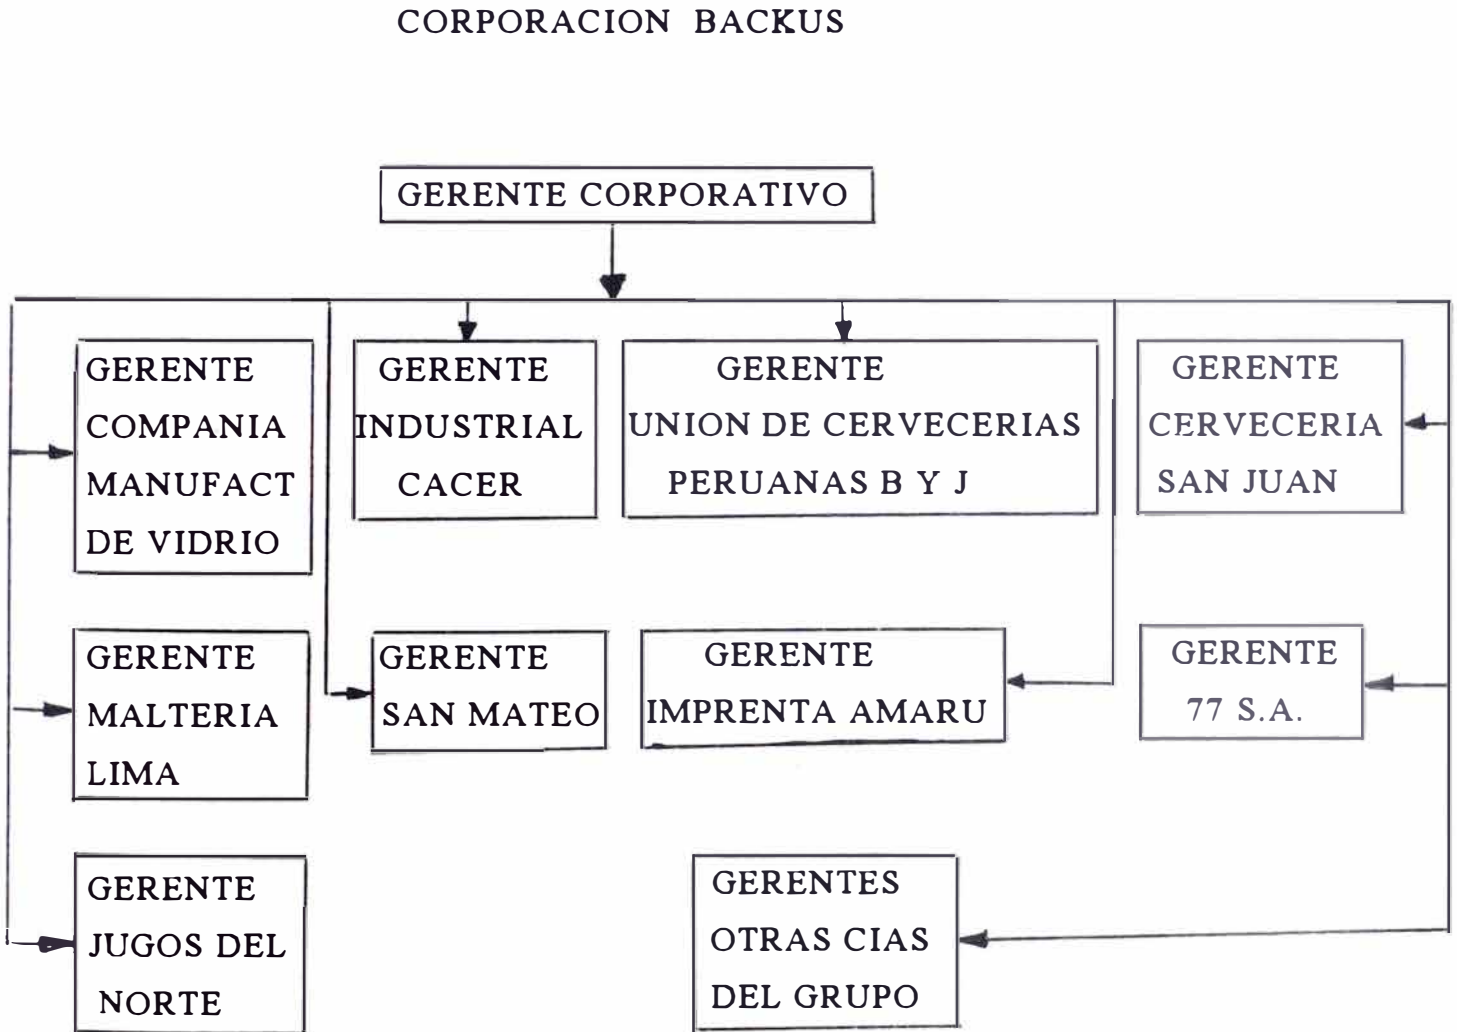 CORPORACION BACKUS
GERENTE CORPORATIVO
GERENTE
COMPANIA
MANUFACT
DE VIDRIO
GERENTE
INDUSTRIAL
CACER
GERENTE
UNION DE CERVECERIAS
PERUANAS B Y J
GERENTE
CERVECERIA
SAN JUAN
GERENTE
MALTERIA
LIMA
GERENTE
SAN MATEO
GERENTE
IMPRENTA AMARU
GERENTE
77 S.A.
GERENTE
JUGOS DEL
NORTE
GERENTES
OTRAS CIAS
DEL GRUPO